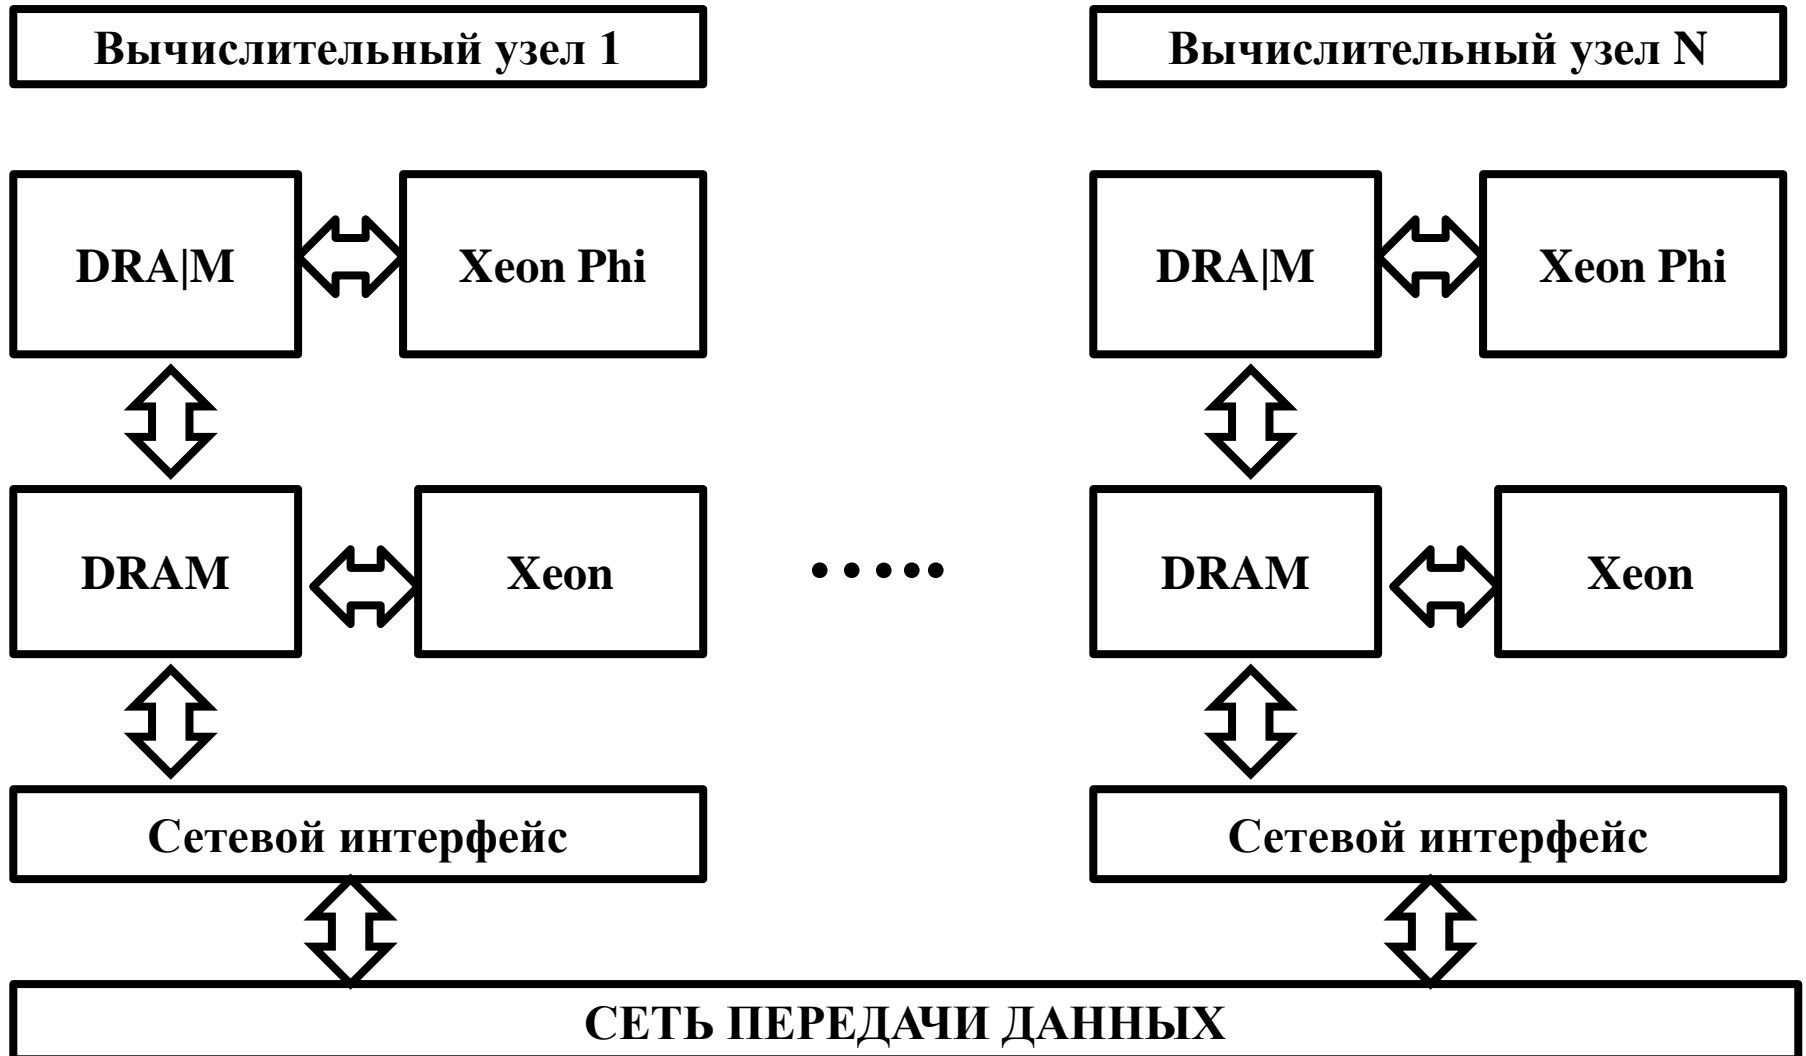 Вычислительный узел 1
Вычислительный узел N
DRA|M
Xeon Phi
DRA|M
Xeon Phi
DRAM
Xeon
.....
DRAM
Xeon
Сетевой интерфейс
Сетевой интерфейс
СЕТЬ ПЕРЕДАЧИ ДАННЫХ